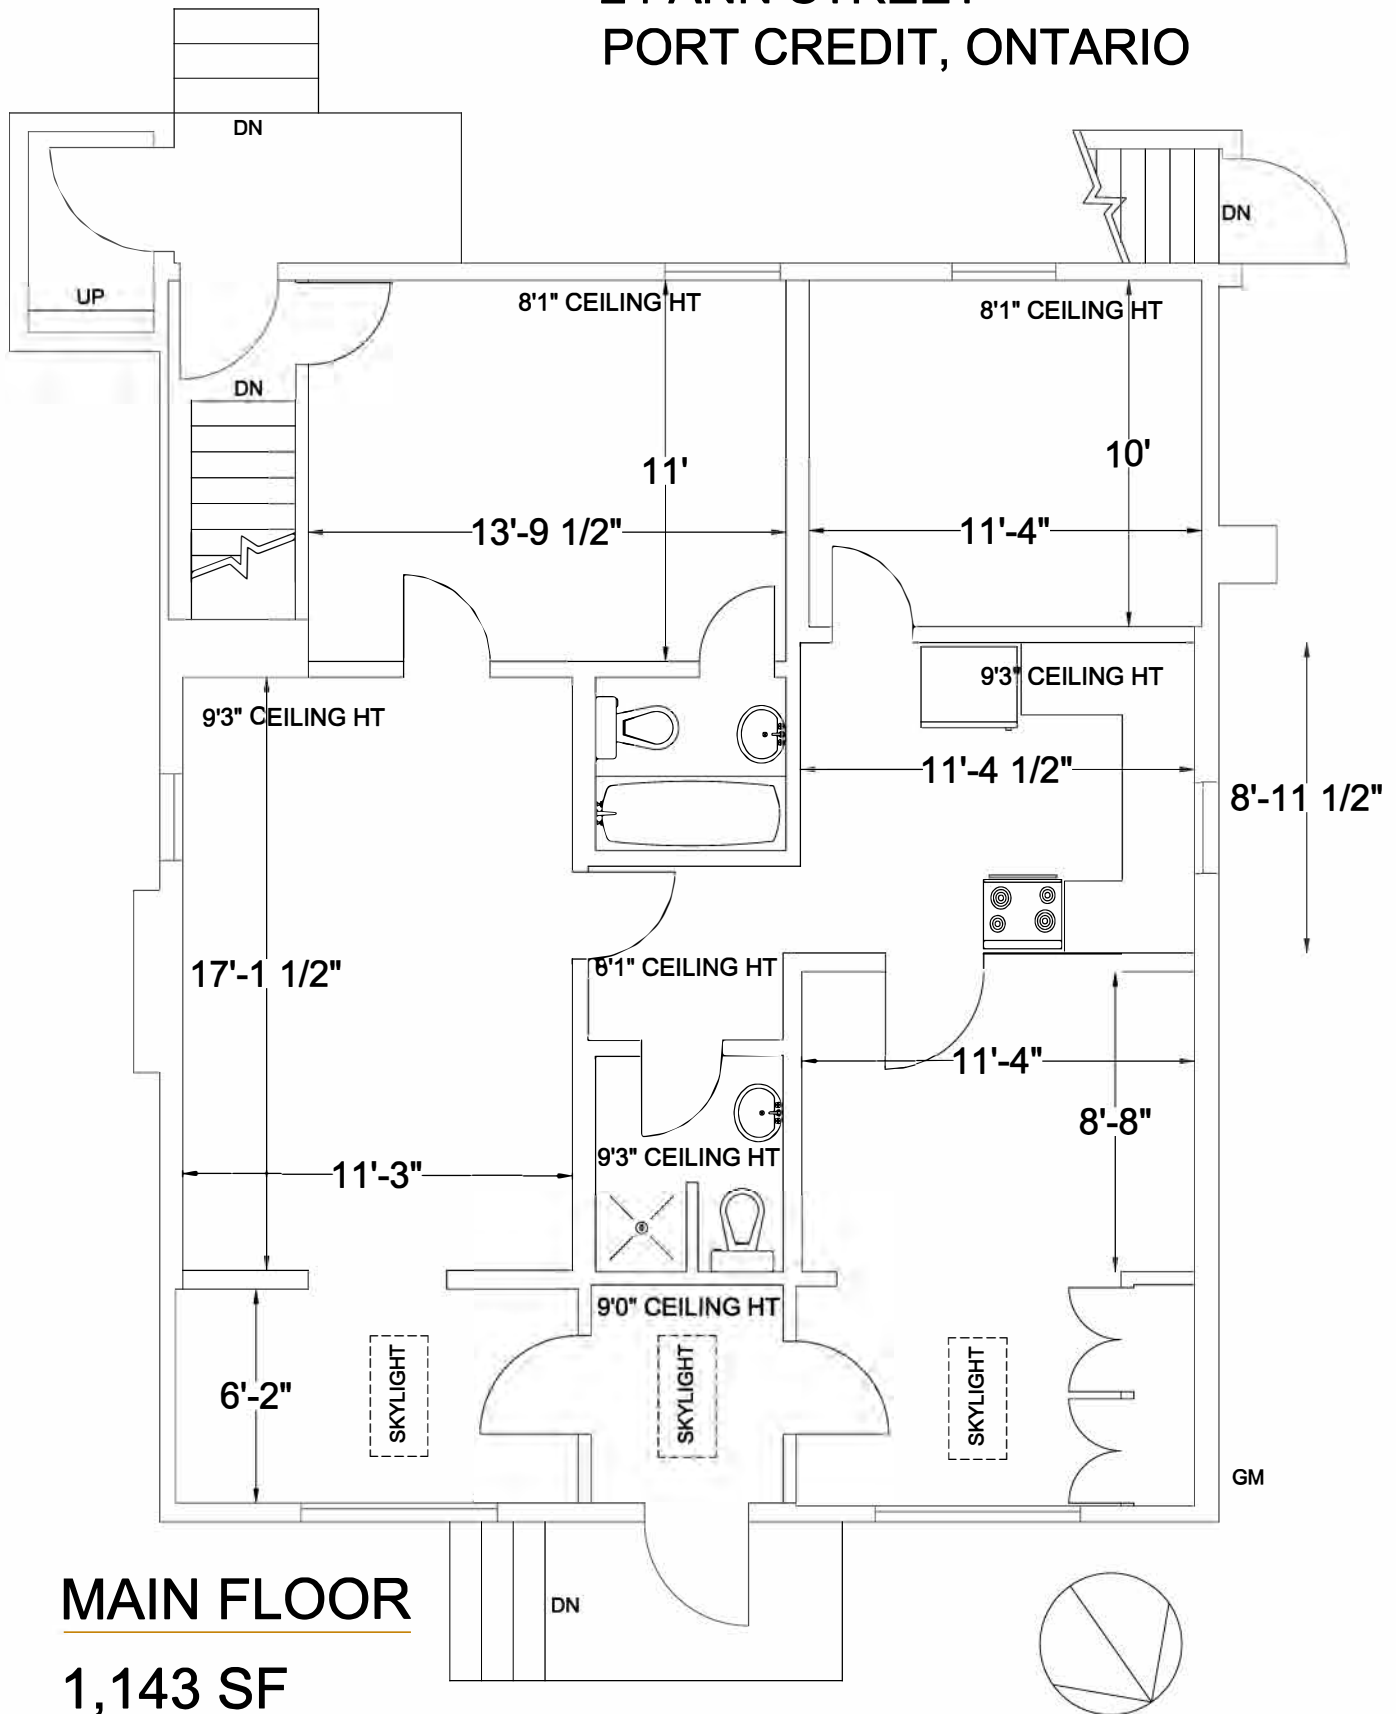 PORT CREDIT, ONTARIO
DN
DN
UP
8'1" CEILING HT
8'1" CEILING HT
DN
11'
10'
13'-9 1/2"
11'-4"
9'3" CEILING HT
9'3" CEILING HT
11'-4 1/2"
8'-11 1/2"
17'-1 1/2"
8'1" CEILING HT
11'-4"
8'-8"
11'-3"
9'3" CEILING HT
9'0" CEILING HT
6'-2"
SKYLIGHT
SKYLIGHT
SKYLIGHT
GM
MAIN FLOOR
DN
1,143 SF